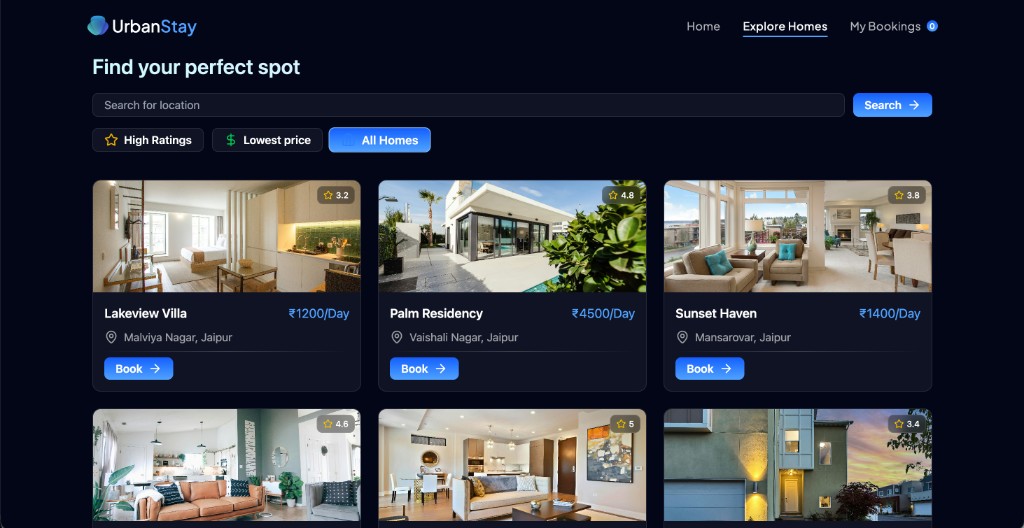 UrbanStay
Home
Explore Homes
My Bookings 0
Find your perfect spot
Search for location
Search
High Ratings
Lowest price
All Homes
3.2
4.8
3.8
Lakeview Villa ₹1200/Day
Malviya Nagar, Jaipur
Book
Palm Residency ₹4500/Day
Vaishali Nagar, Jaipur
Book
Sunset Haven ₹1400/Day
Mansarovar, Jaipur
Book
4.6
5
3.4